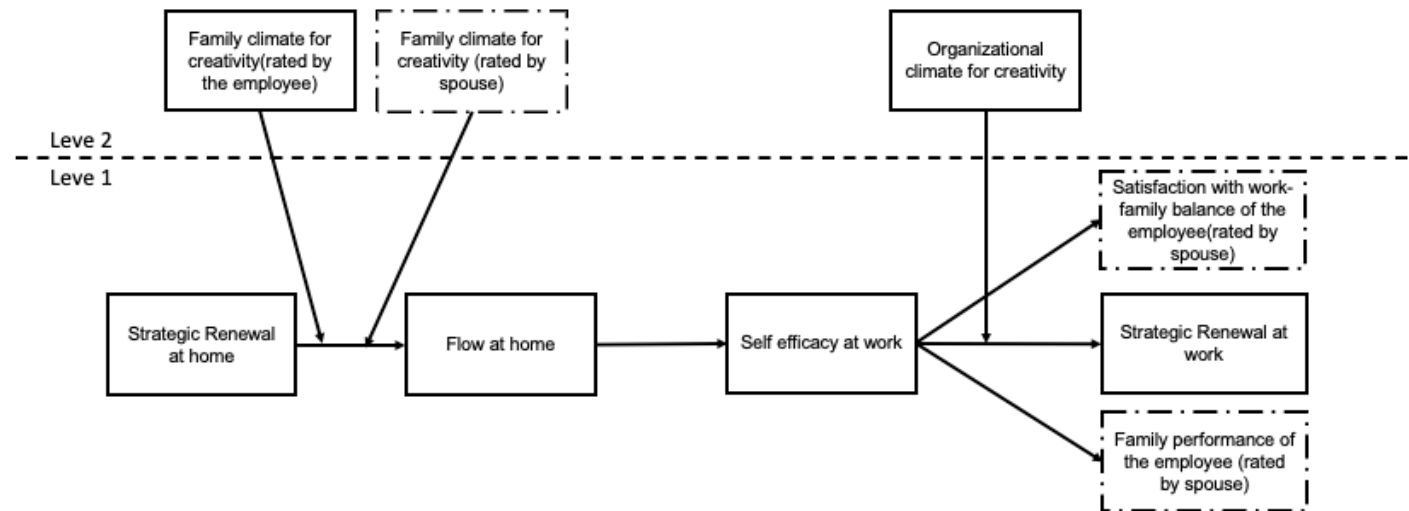 Family climate for
creativity(rated by
the employee)
Family climate for
creativity (rated by
spouse)
Organizational
climate for creativity
Leve 2
Leve 1
Satisfaction with work-
family balance of the
employee(rated by
spouse)
Strategic Renewal
at home
Flow at home
Self efficacy at work
Strategic Renewal at
work
Family performance of
the employee (rated
by spouse)